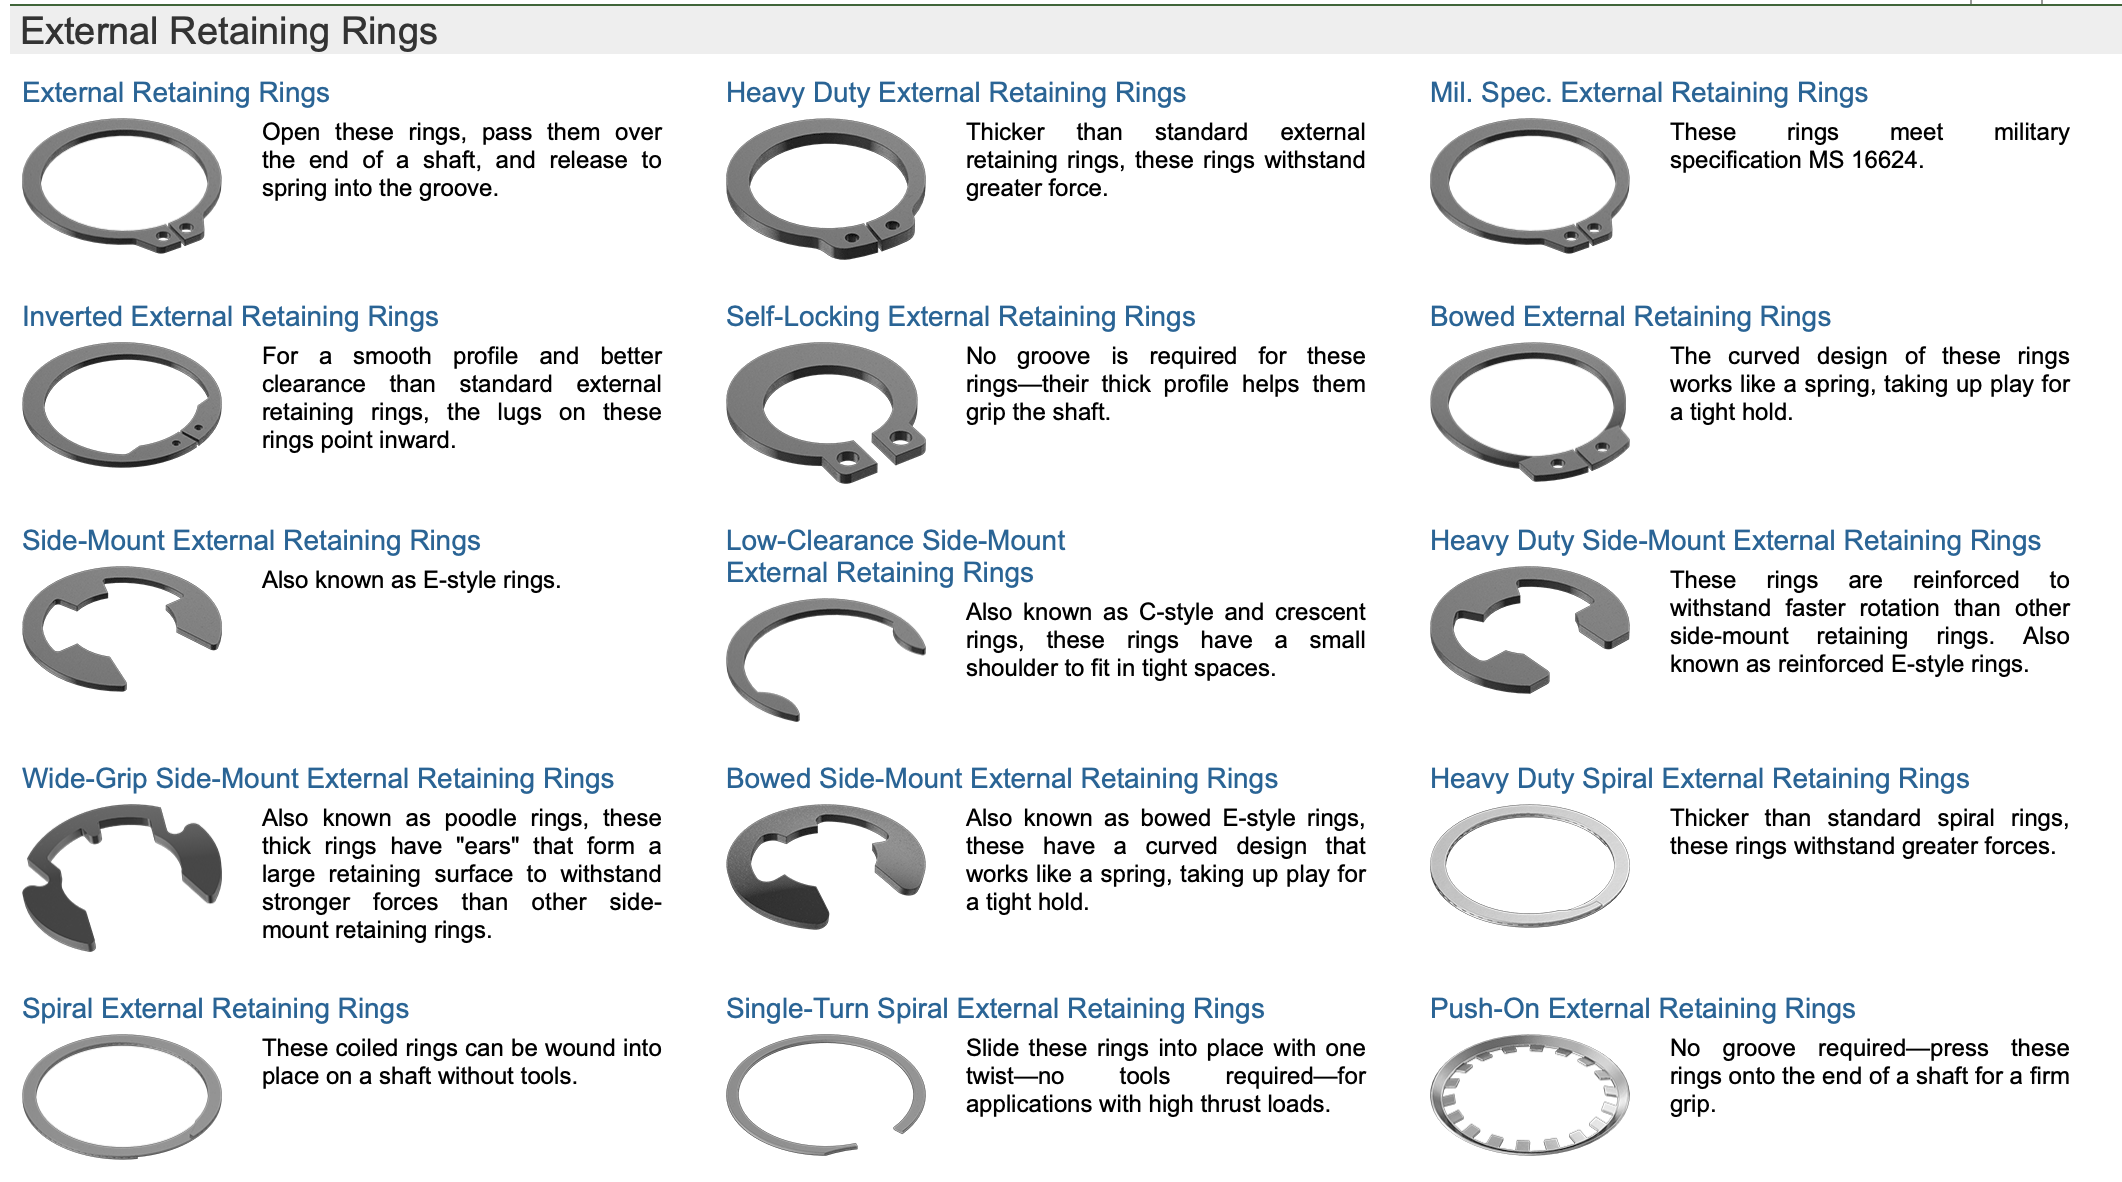 External Retaining Rings
External Retaining Rings
Open these rings, pass them over
the end of a shaft, and release to
spring into the groove.
Heavy Duty External Retaining Rings
Thicker than standard external
retaining rings, these rings withstand
greater force.
Mil. Spec. External Retaining Rings
These rings meet military
specification MS 16624.
Inverted External Retaining Rings
For a smooth profile and better
clearance than standard external
retaining rings, the lugs on these
rings point inward.
Self-Locking External Retaining Rings
No groove is required for these
rings—their thick profile helps them
grip the shaft.
Bowed External Retaining Rings
The curved design of these rings
works like a spring, taking up play for
a tight hold.
Side-Mount External Retaining Rings
Also known as E-style rings.
Low-Clearance Side-Mount
External Retaining Rings
Also known as C-style and crescent
rings, these rings have a small
shoulder to fit in tight spaces.
Heavy Duty Side-Mount External Retaining Rings
These rings are reinforced to
withstand faster rotation than other
side-mount retaining rings. Also
known as reinforced E-style rings.
Wide-Grip Side-Mount External Retaining Rings
Also known as poodle rings, these
thick rings have "ears" that form a
large retaining surface to withstand
stronger forces than other side-
mount retaining rings.
Bowed Side-Mount External Retaining Rings
Also known as bowed E-style rings,
these have a curved design that
works like a spring, taking up play for
a tight hold.
Heavy Duty Spiral External Retaining Rings
Thicker than standard spiral rings,
these rings withstand greater forces.
Spiral External Retaining Rings
These coiled rings can be wound into
place on a shaft without tools.
Single-Turn Spiral External Retaining Rings
Slide these rings into place with one
twist—no tools required—for
applications with high thrust loads.
Push-On External Retaining Rings
No groove required—press these
rings onto the end of a shaft for a firm
grip.